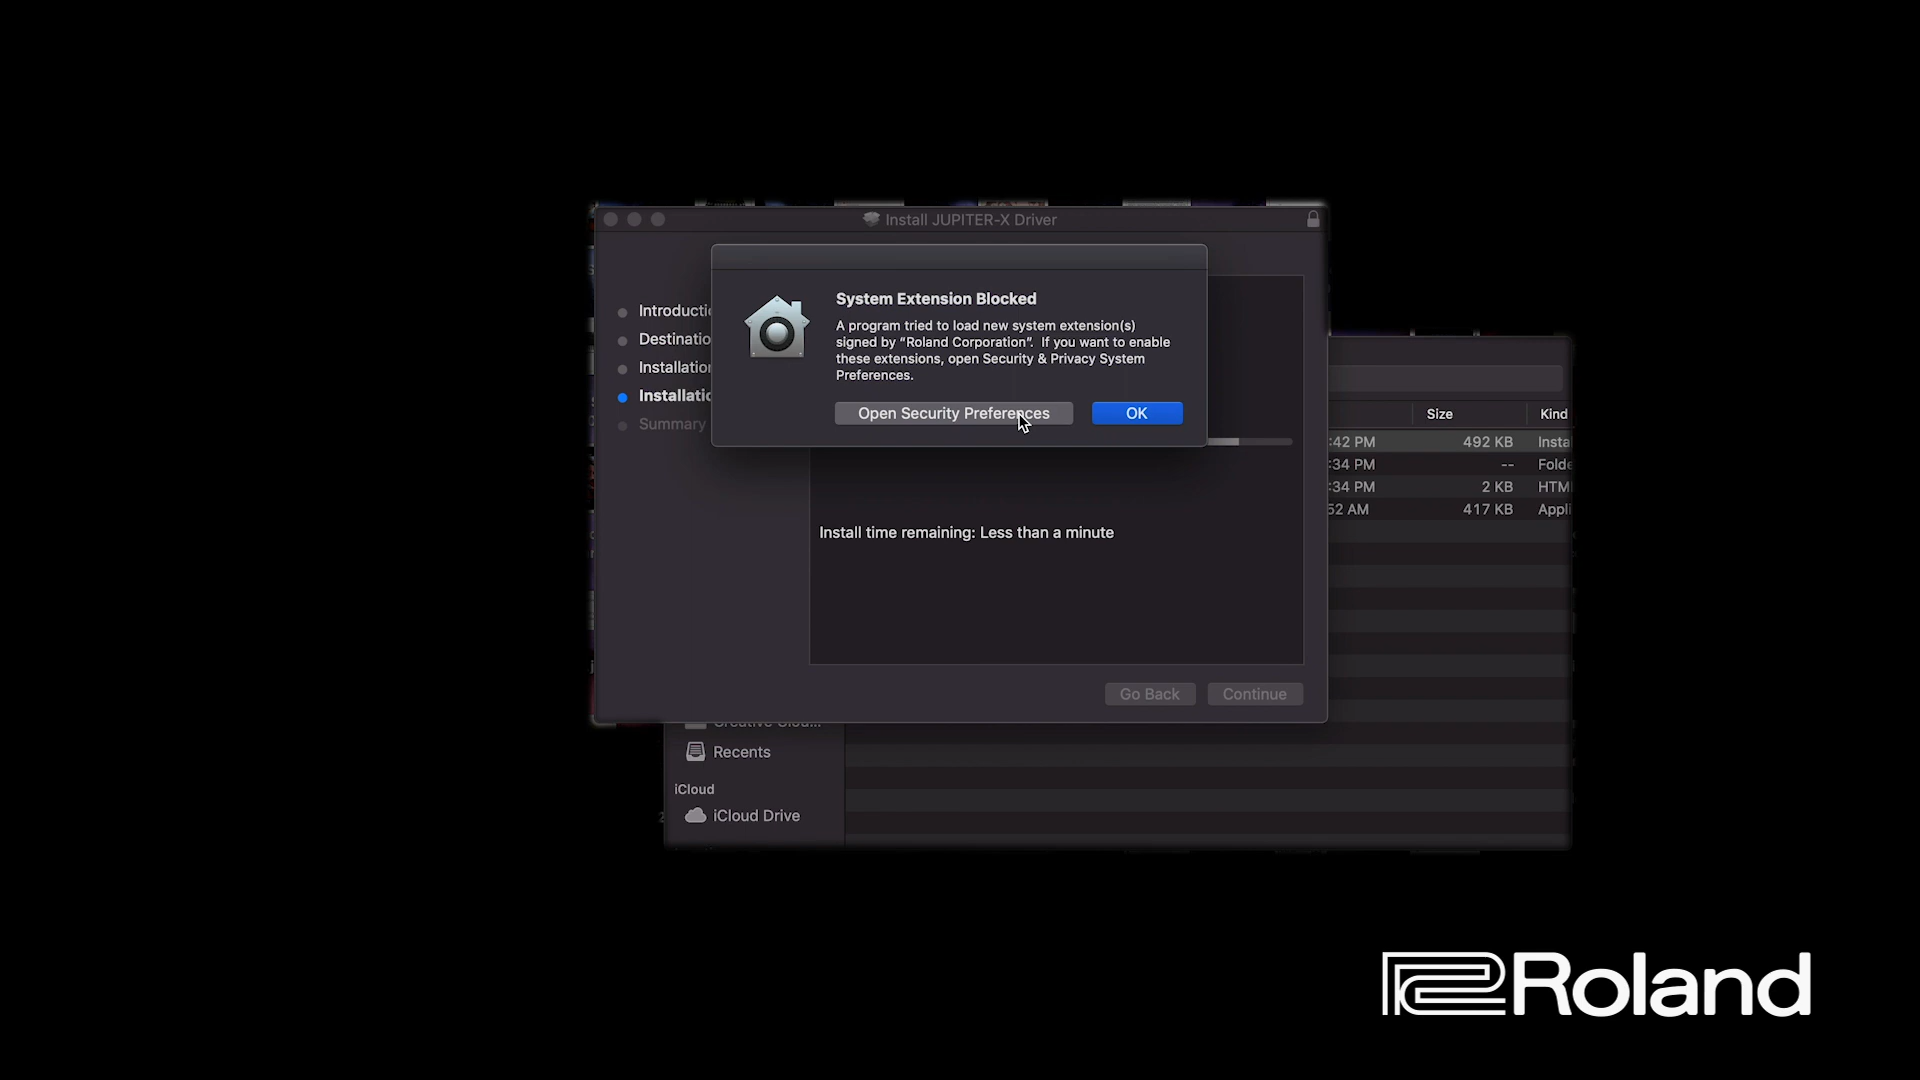 Install JUPITER-X Driver
System Extension Blocked
A program tried to load new system extension(s)
signed by “Roland Corporation”. If you want to enable
these extensions, open Security & Privacy System
Preferences.
Open Security Preferences
OK
Introductio
Destinatio
Installation
Installatio
Summary
Install time remaining: Less than a minute
Go Back
Continue
Size
Kind
:42 PM
492 KB
Insta
:34 PM
--
Folde
:34 PM
2 KB
HTM
52 AM
417 KB
Appli
Recents
iCloud
iCloud Drive
Roland